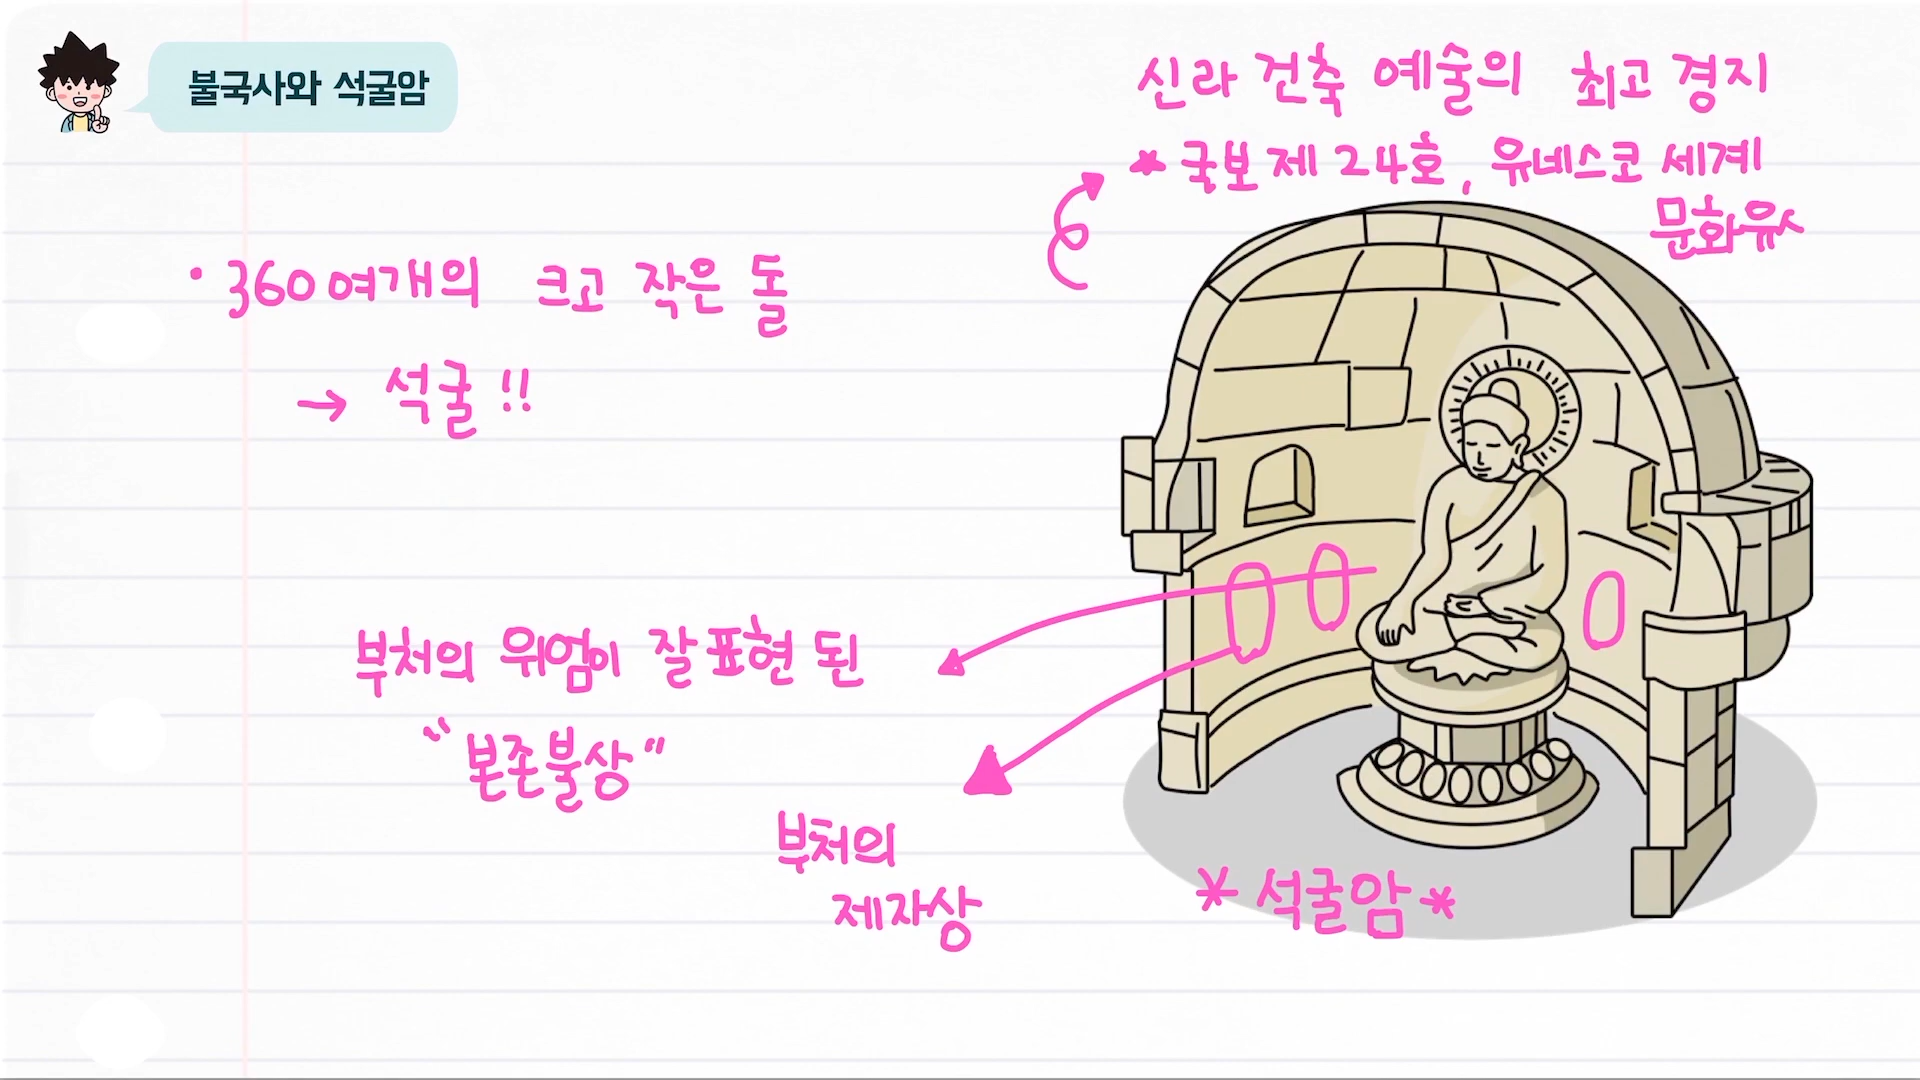 불국사와 석굴암
신라 건축 예술의 최고 경지
* 국보 제 24호, 유네스코 세계
문화유
• 360여개의 크고 작은 돌
→ 석굴!!
부처의 위엄이 잘 표현 된
“본존불상”
부처의
제자상
* 석굴암 *